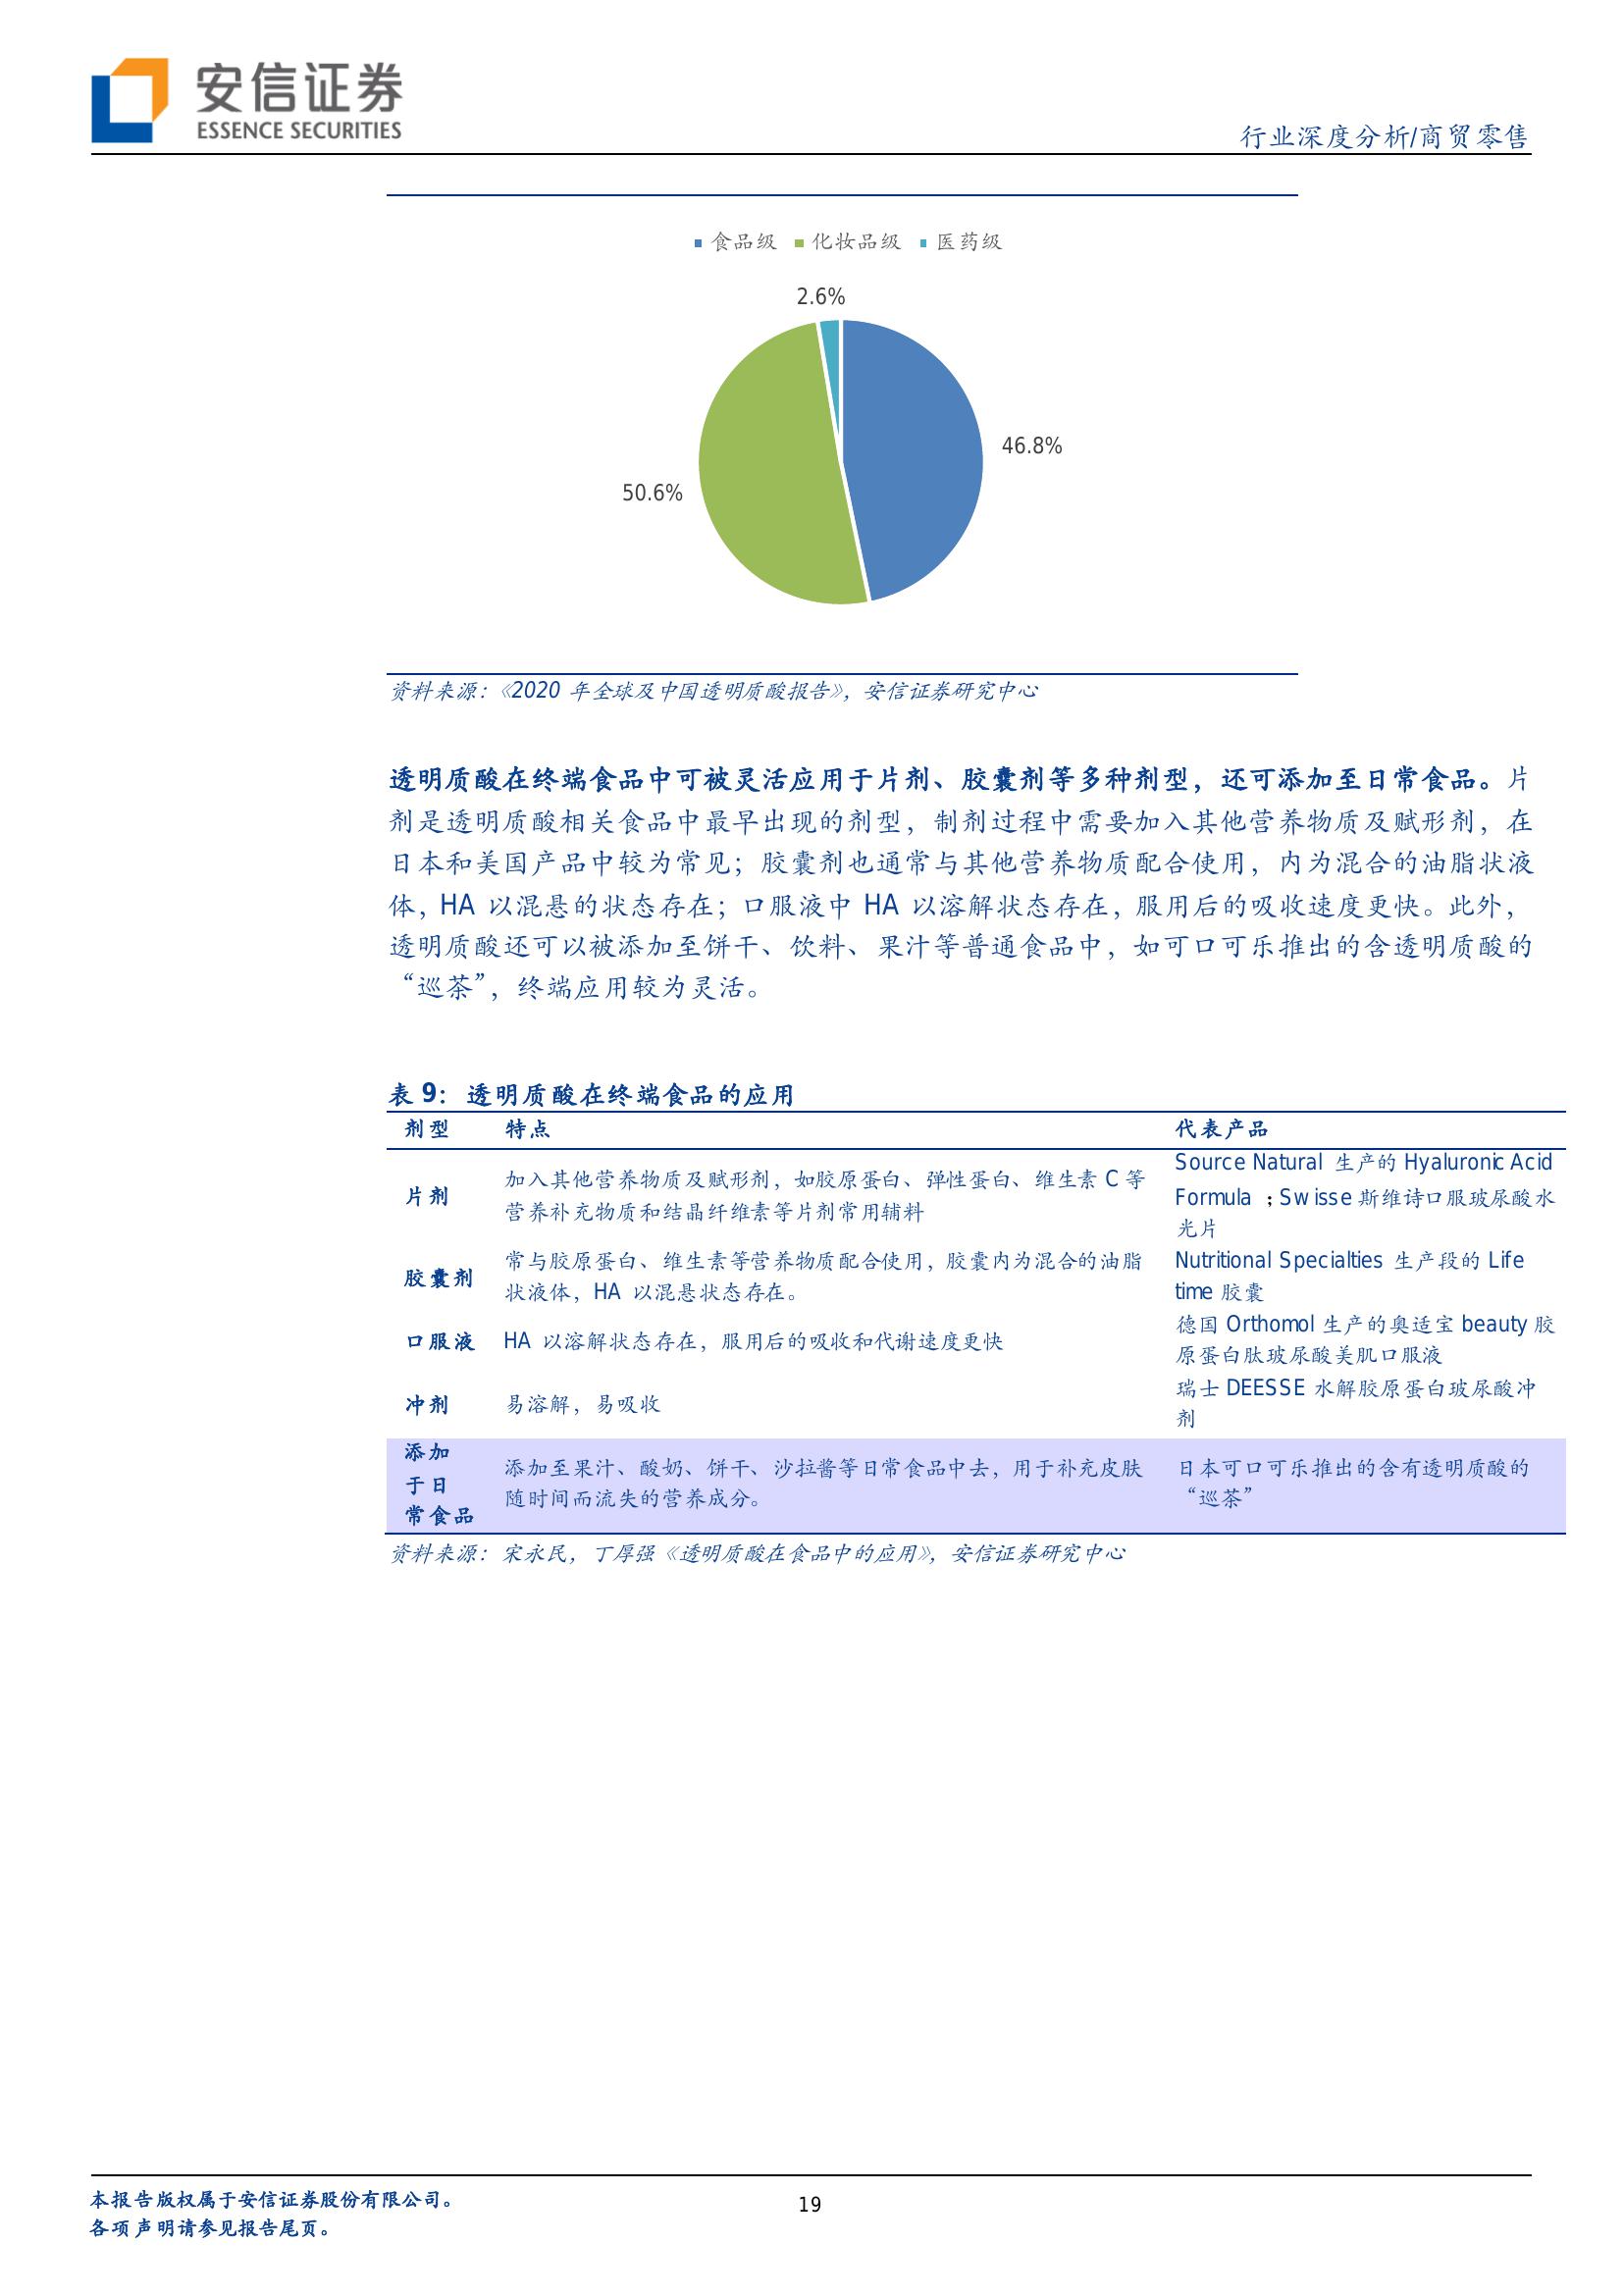 安信证券
ESSENCE SECURITIES
行业深度分析/商贸零售
食品级 化妆品级 医药级
2.6%
46.8%
50.6%
资料来源：《2020 年全球及中国透明质酸报告》，安信证券研究中心
透明质酸在终端食品中可被灵活应用于片剂、胶囊剂等多种剂型，还可添加至日常食品。片
剂是透明质酸相关食品中最早出现的剂型，制剂过程中需要加入其他营养物质及赋形剂，在
日本和美国产品中较为常见；胶囊剂也通常与其他营养物质配合使用，内为混合的油脂状液
体，HA 以混悬的状态存在；口服液中 HA 以溶解状态存在，服用后的吸收速度更快。此外，
透明质酸还可以被添加至饼干、饮料、果汁等普通食品中，如可口可乐推出的含透明质酸的
“巡茶”，终端应用较为灵活。
表 9：透明质酸在终端食品的应用
剂型 特点 代表产品
片剂
加入其他营养物质及赋形剂，如胶原蛋白、弹性蛋白、维生素 C 等
营养补充物质和结晶纤维素等片剂常用辅料
Source Natural 生产的 Hyaluronic Acid
Formula ；Swisse 斯维诗口服玻尿酸水
光片
胶囊剂
常与胶原蛋白、维生素等营养物质配合使用，胶囊内为混合的油脂
状液体，HA 以混悬状态存在。
Nutritional Specialties 生产段的 Life
time 胶囊
口服液
HA 以溶解状态存在，服用后的吸收和代谢速度更快
德国 Orthomol 生产的奥适宝 beauty 胶
原蛋白肽玻尿酸美肌口服液
冲剂
易溶解，易吸收
瑞士 DEESSE 水解胶原蛋白玻尿酸冲
剂
添加
于日
常食品
添加至果汁、酸奶、饼干、沙拉酱等日常食品中去，用于补充皮肤
随时间而流失的营养成分。
日本可口可乐推出的含有透明质酸的
“巡茶”
资料来源：宋永民，丁厚强《透明质酸在食品中的应用》，安信证券研究中心
本报告版权属于安信证券股份有限公司。
各项声明请参见报告尾页。
19